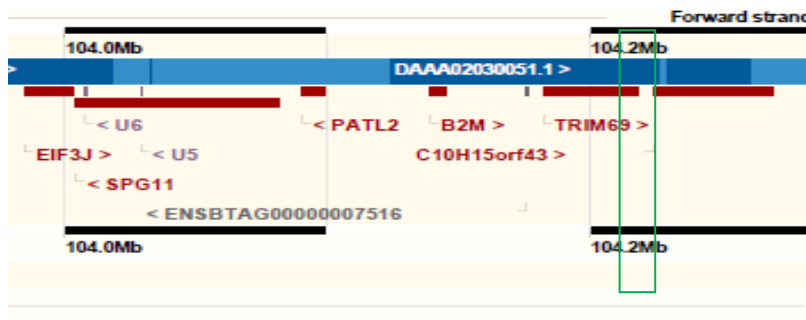 Forward strand
104.0Mb 104.2Mb
> DAAA02030051.1 >
< U6 < PATL2 B2M > TRIM69 >
EIF3J > < U5 C10H15orf43 >
< SPG11
< ENSBTAG00000007516
104.0Mb 104.2Mb